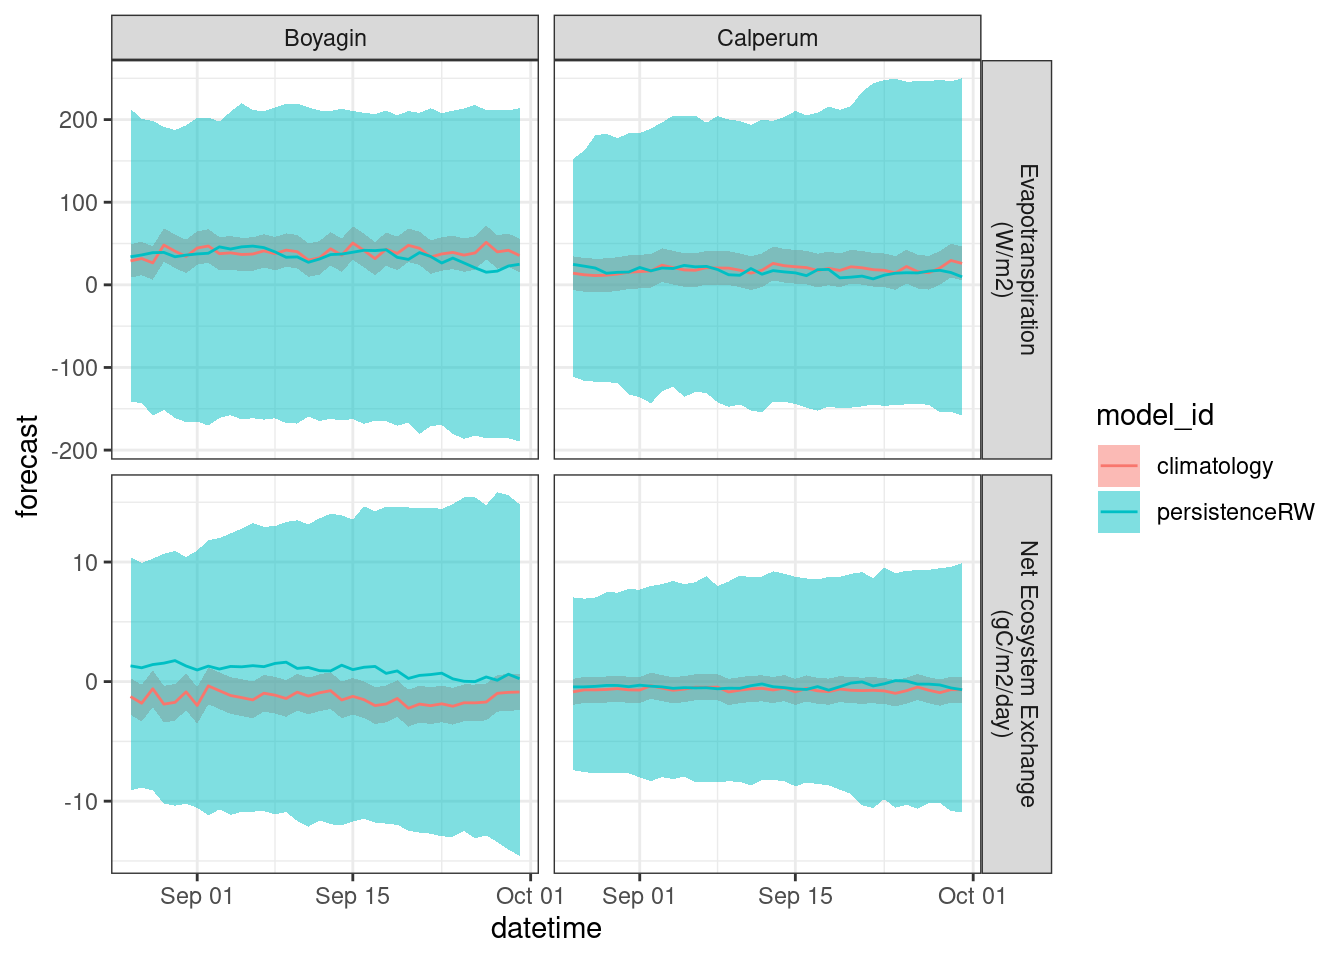 Boyagin
Calperum
200
100
0
-100
-200
Evapotranspiration
(W/m2)
10
0
-10
Net Ecosystem Exchange
(gC/m2/day)
forecast
Sep 01
Sep 15
Oct 01
Sep 01
Sep 15
Oct 01
datetime
model_id
climatology
persistenceRW